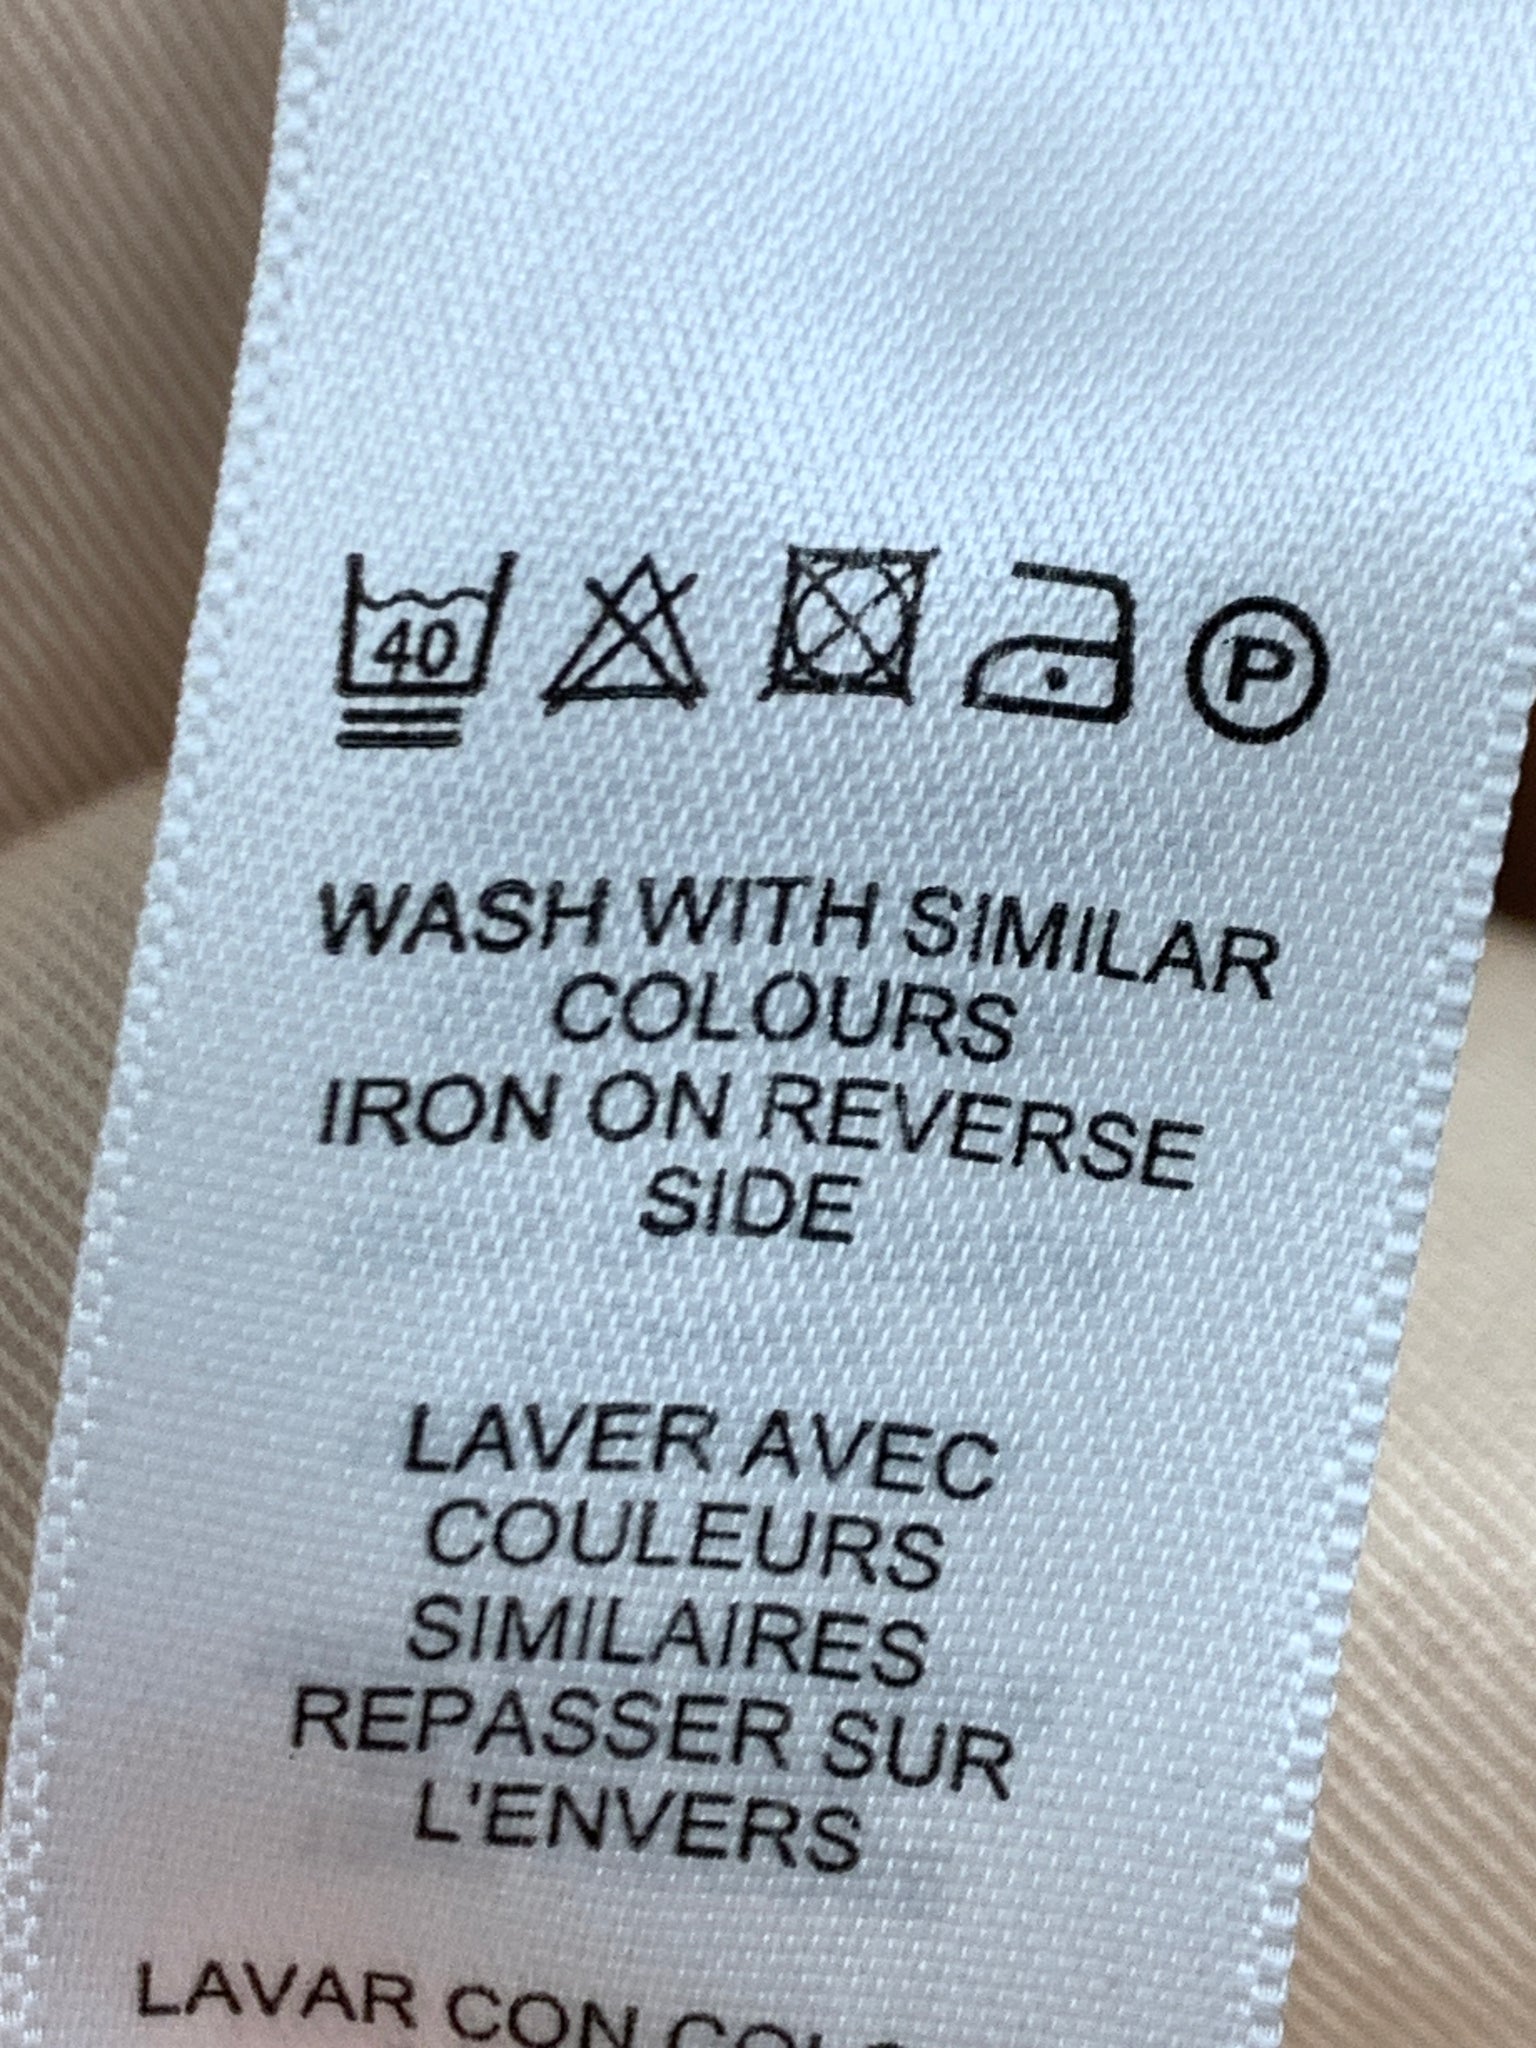 40 P
WASH WITH SIMILAR
COLOURS
IRON ON REVERSE
SIDE
LAVER AVEC
COULEURS
SIMILAIRES
REPASSER SUR
L'ENVERS
LAVAR CON